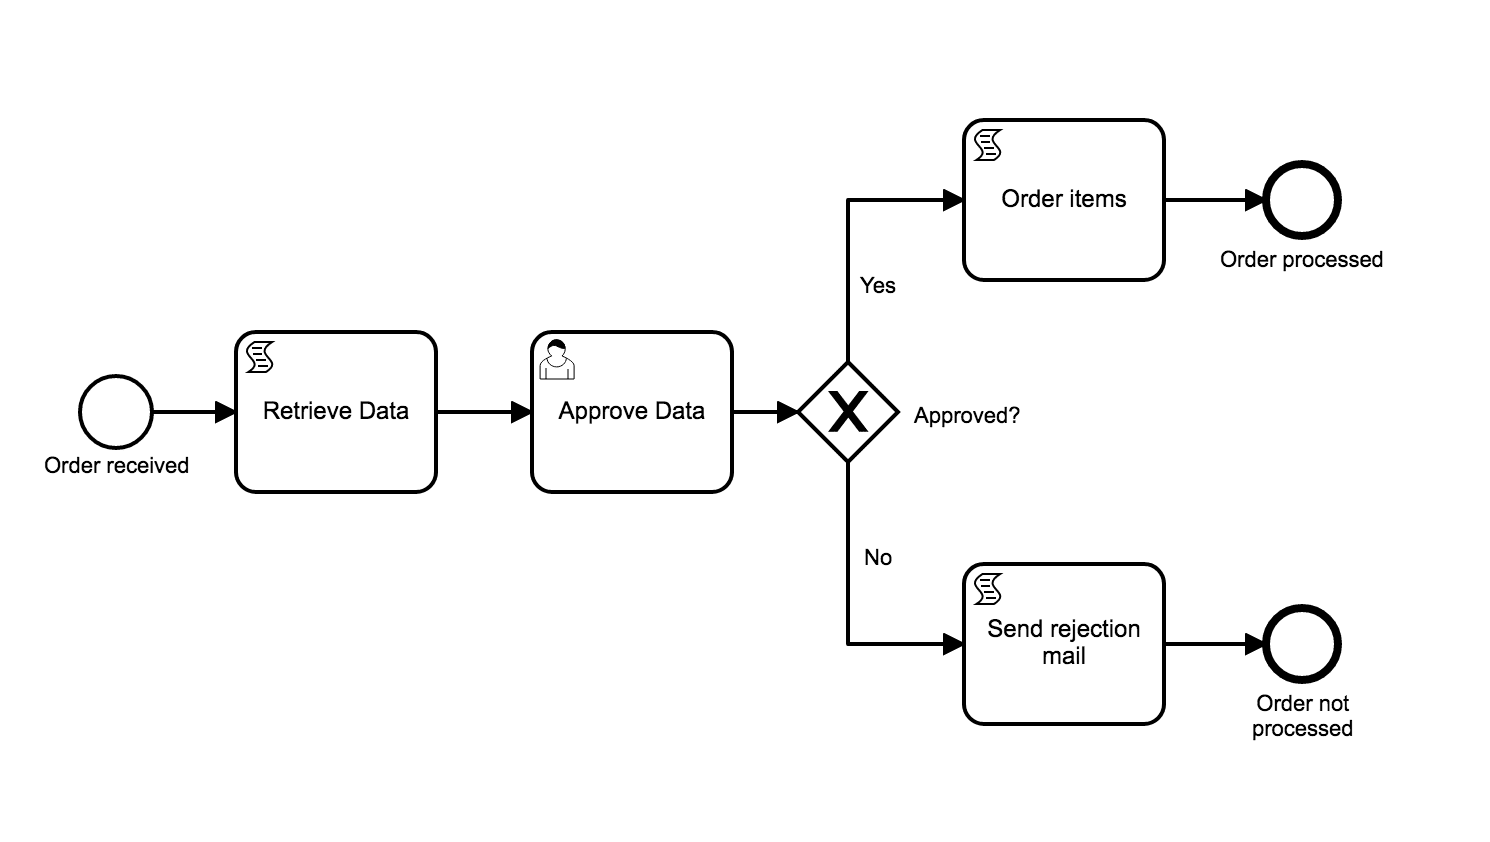 Order received
Retrieve Data
Approve Data
Approved?
Yes
Order items
Order processed
No
Send rejection
mail
Order not
processed